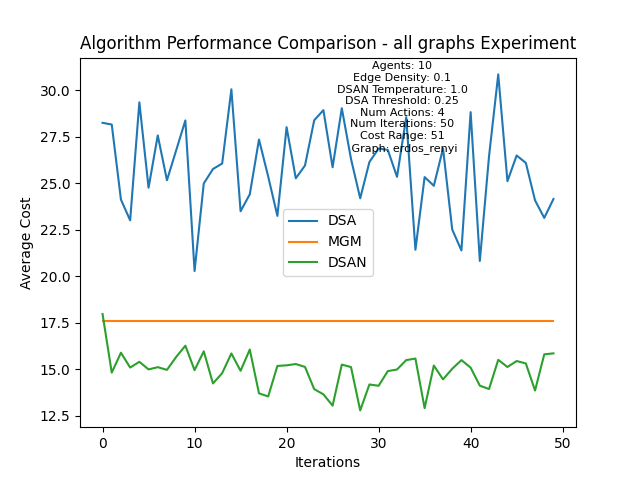 Algorithm Performance Comparison - all graphs Experiment
Agents: 10
Edge Density: 0.1
DSAN Temperature: 1.0
DSA Threshold: 0.25
Num Actions: 4
Num Iterations: 50
Cost Range: 51
Graph: erdos_renyi
30.0
27.5
25.0
22.5
20.0
17.5
15.0
12.5
Average Cost
DSA
MGM
DSAN
0
10
20
30
40
50
Iterations